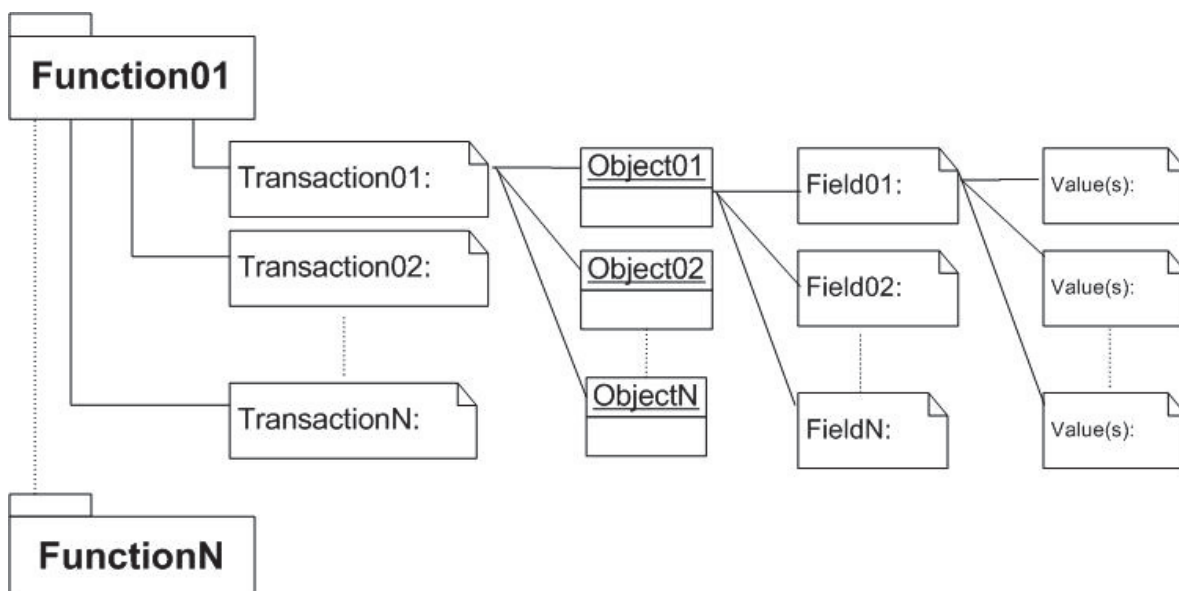 Function01
Transaction01:
Object01
Field01:
Value(s):
Transaction02:
Object02
Field02:
Value(s):
TransactionN:
ObjectN
FieldN:
Value(s):
FunctionN